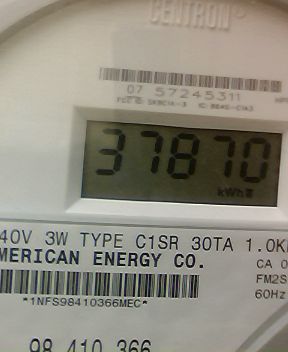 CENTRON®
07 57245311
37870
kWh
40V 3W TYPE C1SR 30TA 1.0K
MERICAN ENERGY CO.
CA 0
FM2S
60Hz
*1NFS98410366MEC*
98 410 366